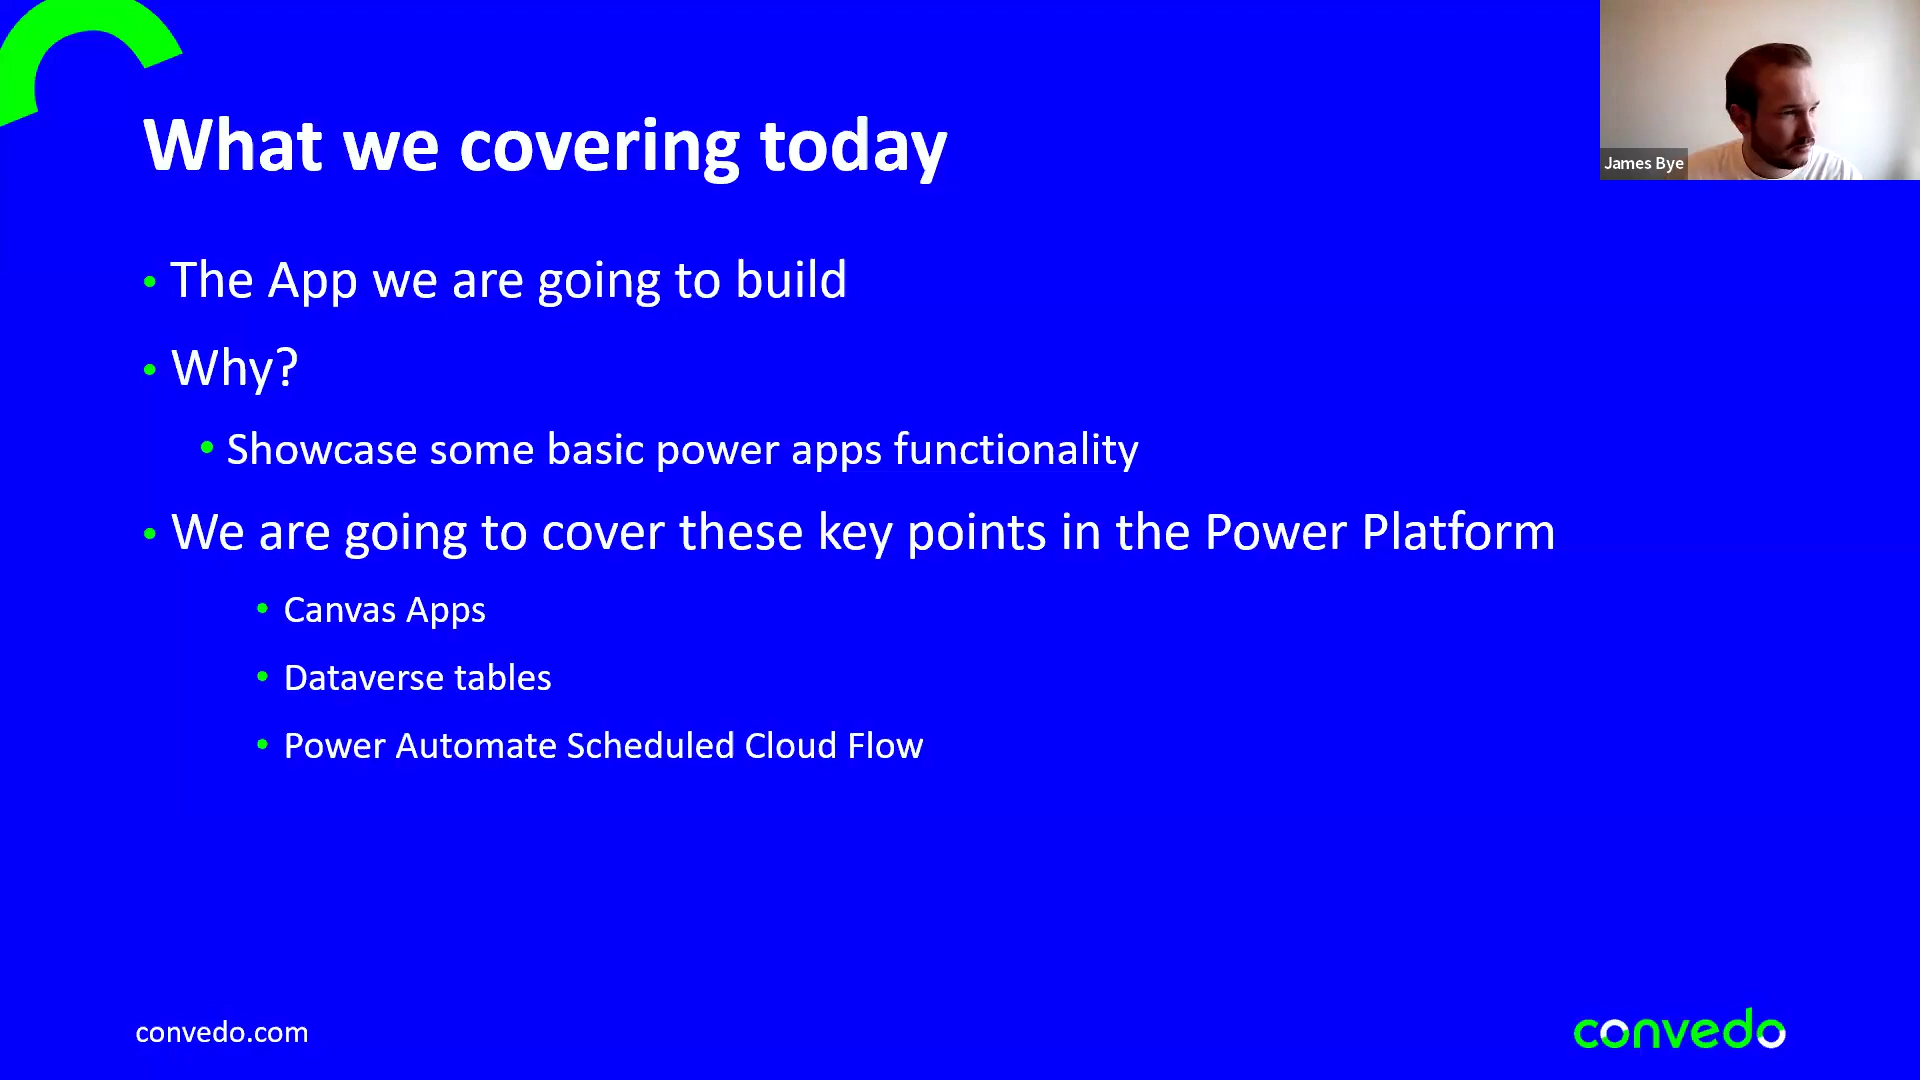 What we covering today
James Bye
• The App we are going to build
• Why?
• Showcase some basic power apps functionality
• We are going to cover these key points in the Power Platform
• Canvas Apps
• Dataverse tables
• Power Automate Scheduled Cloud Flow
convedo.com
convedo